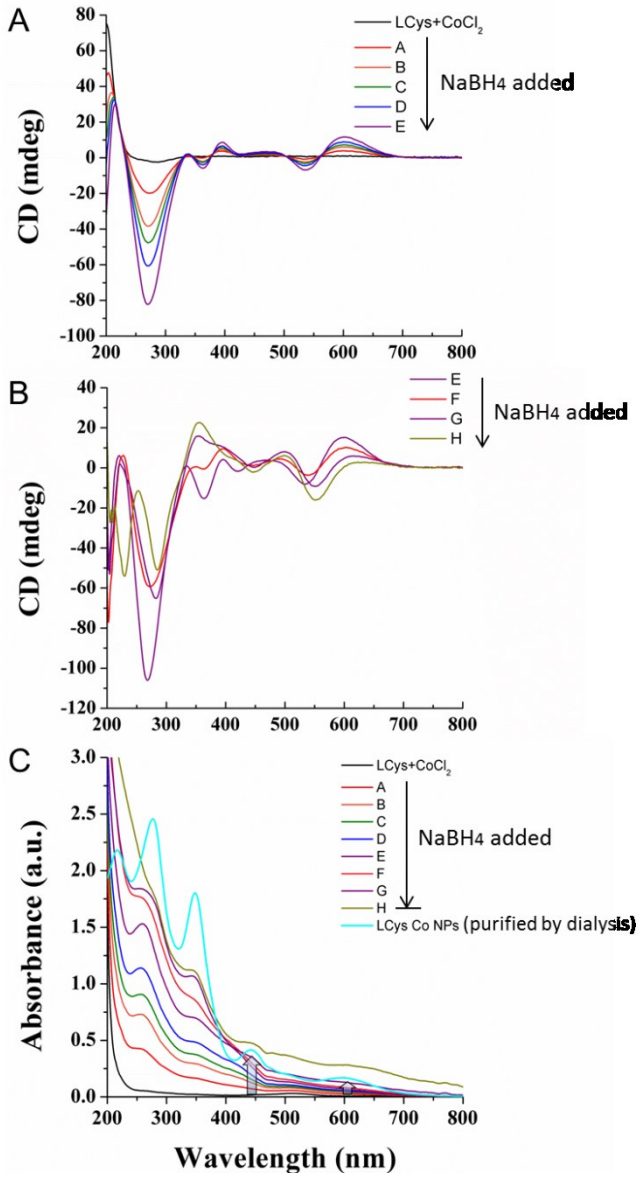 A
CD (mdeg)
80
60
40
20
0
-20
-40
-60
-80
-100
200 300 400 500 600 700 800
LCys+CoCl2
A
B
C
D
E
NaBH4 added
B
CD (mdeg)
40
20
0
-20
-40
-60
-80
-100
-120
200 300 400 500 600 700 800
E
F
G
H
NaBH4 added
C
Absorbance (a.u.)
3.0
2.5
2.0
1.5
1.0
0.5
0.0
200 300 400 500 600 700 800
Wavelength (nm)
LCys+CoCl2
A
B
C
D
E
F
G
H
LCys Co NPs (purified by dialysis)
NaBH4 added